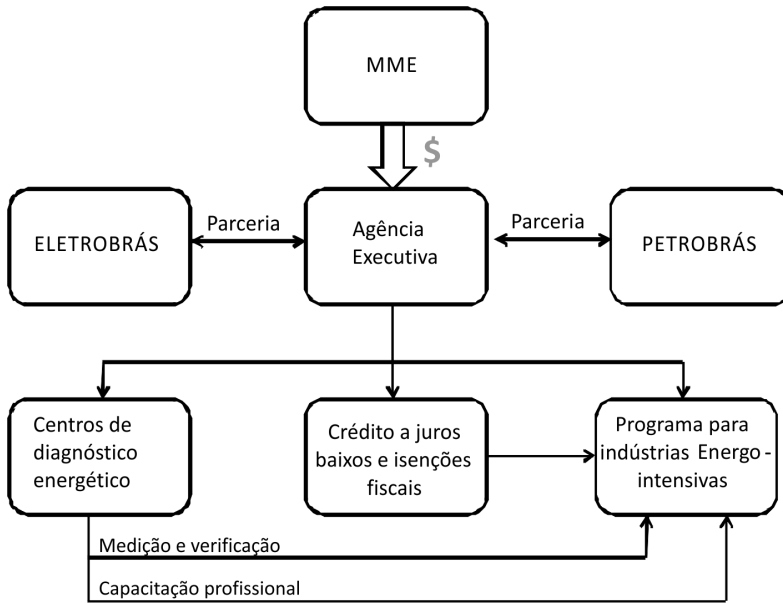 MME
$
Parceria
Parceria
ELETROBRÁS
Agência
Executiva
PETROBRÁS
Centros de
diagnóstico
energético
Crédito a juros
baixos e isenções
fiscais
Programa para
indústrias Energo -
intensivas
Medição e verificação
Capacitação profissional